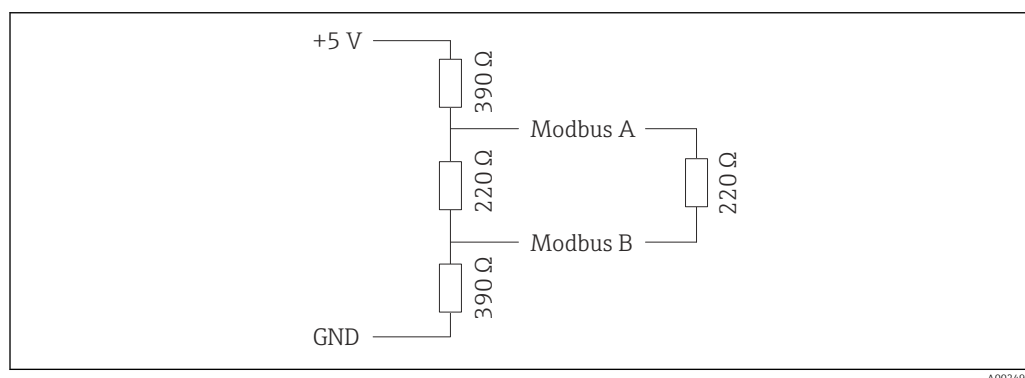 +5 V
390 Ω
Modbus A
220 Ω
220 Ω
Modbus B
390 Ω
GND